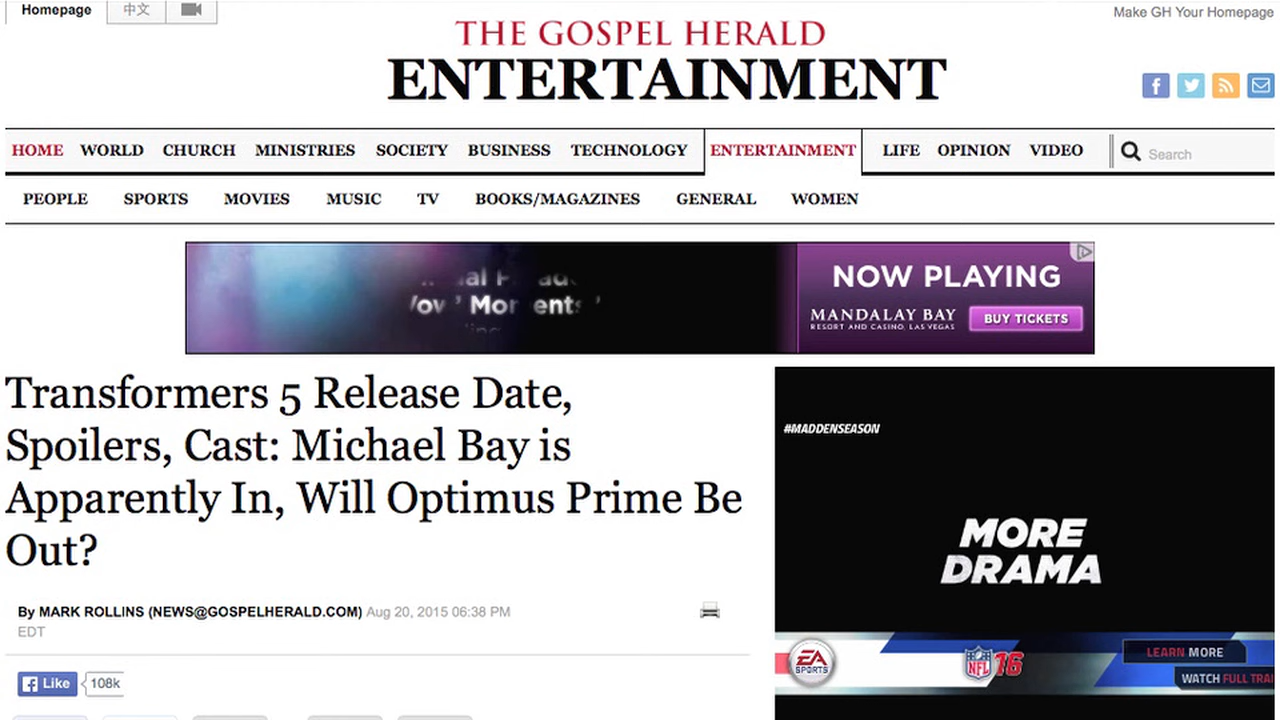 Homepage 中文
Make GH Your Homepage
THE GOSPEL HERALD
ENTERTAINMENT
HOME WORLD CHURCH MINISTRIES SOCIETY BUSINESS TECHNOLOGY ENTERTAINMENT LIFE OPINION VIDEO Search
PEOPLE SPORTS MOVIES MUSIC TV BOOKS/MAGAZINES GENERAL WOMEN
NOW PLAYING
MANDALAY BAY
RESORT AND CASINO, LAS VEGAS
BUY TICKETS
Transformers 5 Release Date,
Spoilers, Cast: Michael Bay is
Apparently In, Will Optimus Prime Be
Out?
By MARK ROLLINS (NEWS@GOSPELHERALD.COM) Aug 20, 2015 06:38 PM
EDT
Like 108k
#MADDENSEASON
MORE
DRAMA
EA
SPORTS
NFL 16
LEARN MORE
WATCH FULL